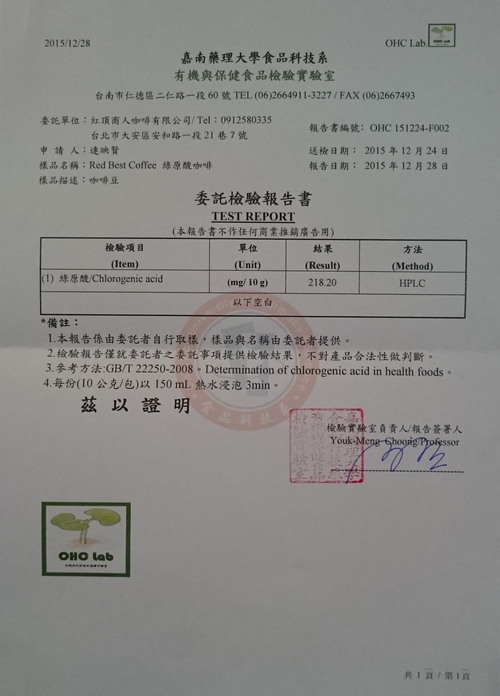 2015/12/28
OHC Lab
嘉南藥理大學食品科技系
有機與保健食品檢驗實驗室
台南市仁德區二仁路一段 60 號 TEL (06)2664911-3227 / FAX (06)2667493
委託單位：紅頂商人咖啡有限公司/ Tel：0912580335
台北市大安區安和路一段 21 巷 7 號
報告書編號: OHC 151224-F002
申 請 人：連映賢
送檢日期： 2015 年 12 月 24 日
樣品名稱：Red Best Coffee 綠原酸咖啡
報告日期： 2015 年 12 月 28 日
樣品描述：咖啡豆
委託檢驗報告書
TEST REPORT
(本報告書不作任何商業推銷廣告用)
檢驗項目 單位 結果 方法
(Item) (Unit) (Result) (Method)
(1) 綠原酸/Chlorogenic acid (mg/ 10 g) 218.20 HPLC
以下空白
*備註：
1.本報告係由委託者自行取樣，樣品與名稱由委託者提供。
2.檢驗報告僅就委託者之委託事項提供檢驗結果，不對產品合法性做判斷。
3.參考方法:GB/T 22250-2008。Determination of chlorogenic acid in health foods。
4.每份(10 公克/包)以 150 mL 熱水浸泡 3min。
茲以證明
檢驗實驗室負責人/報告簽署人
Youk-Meng Choong/Professor
OHC Lab
共 1 頁 / 第 1 頁